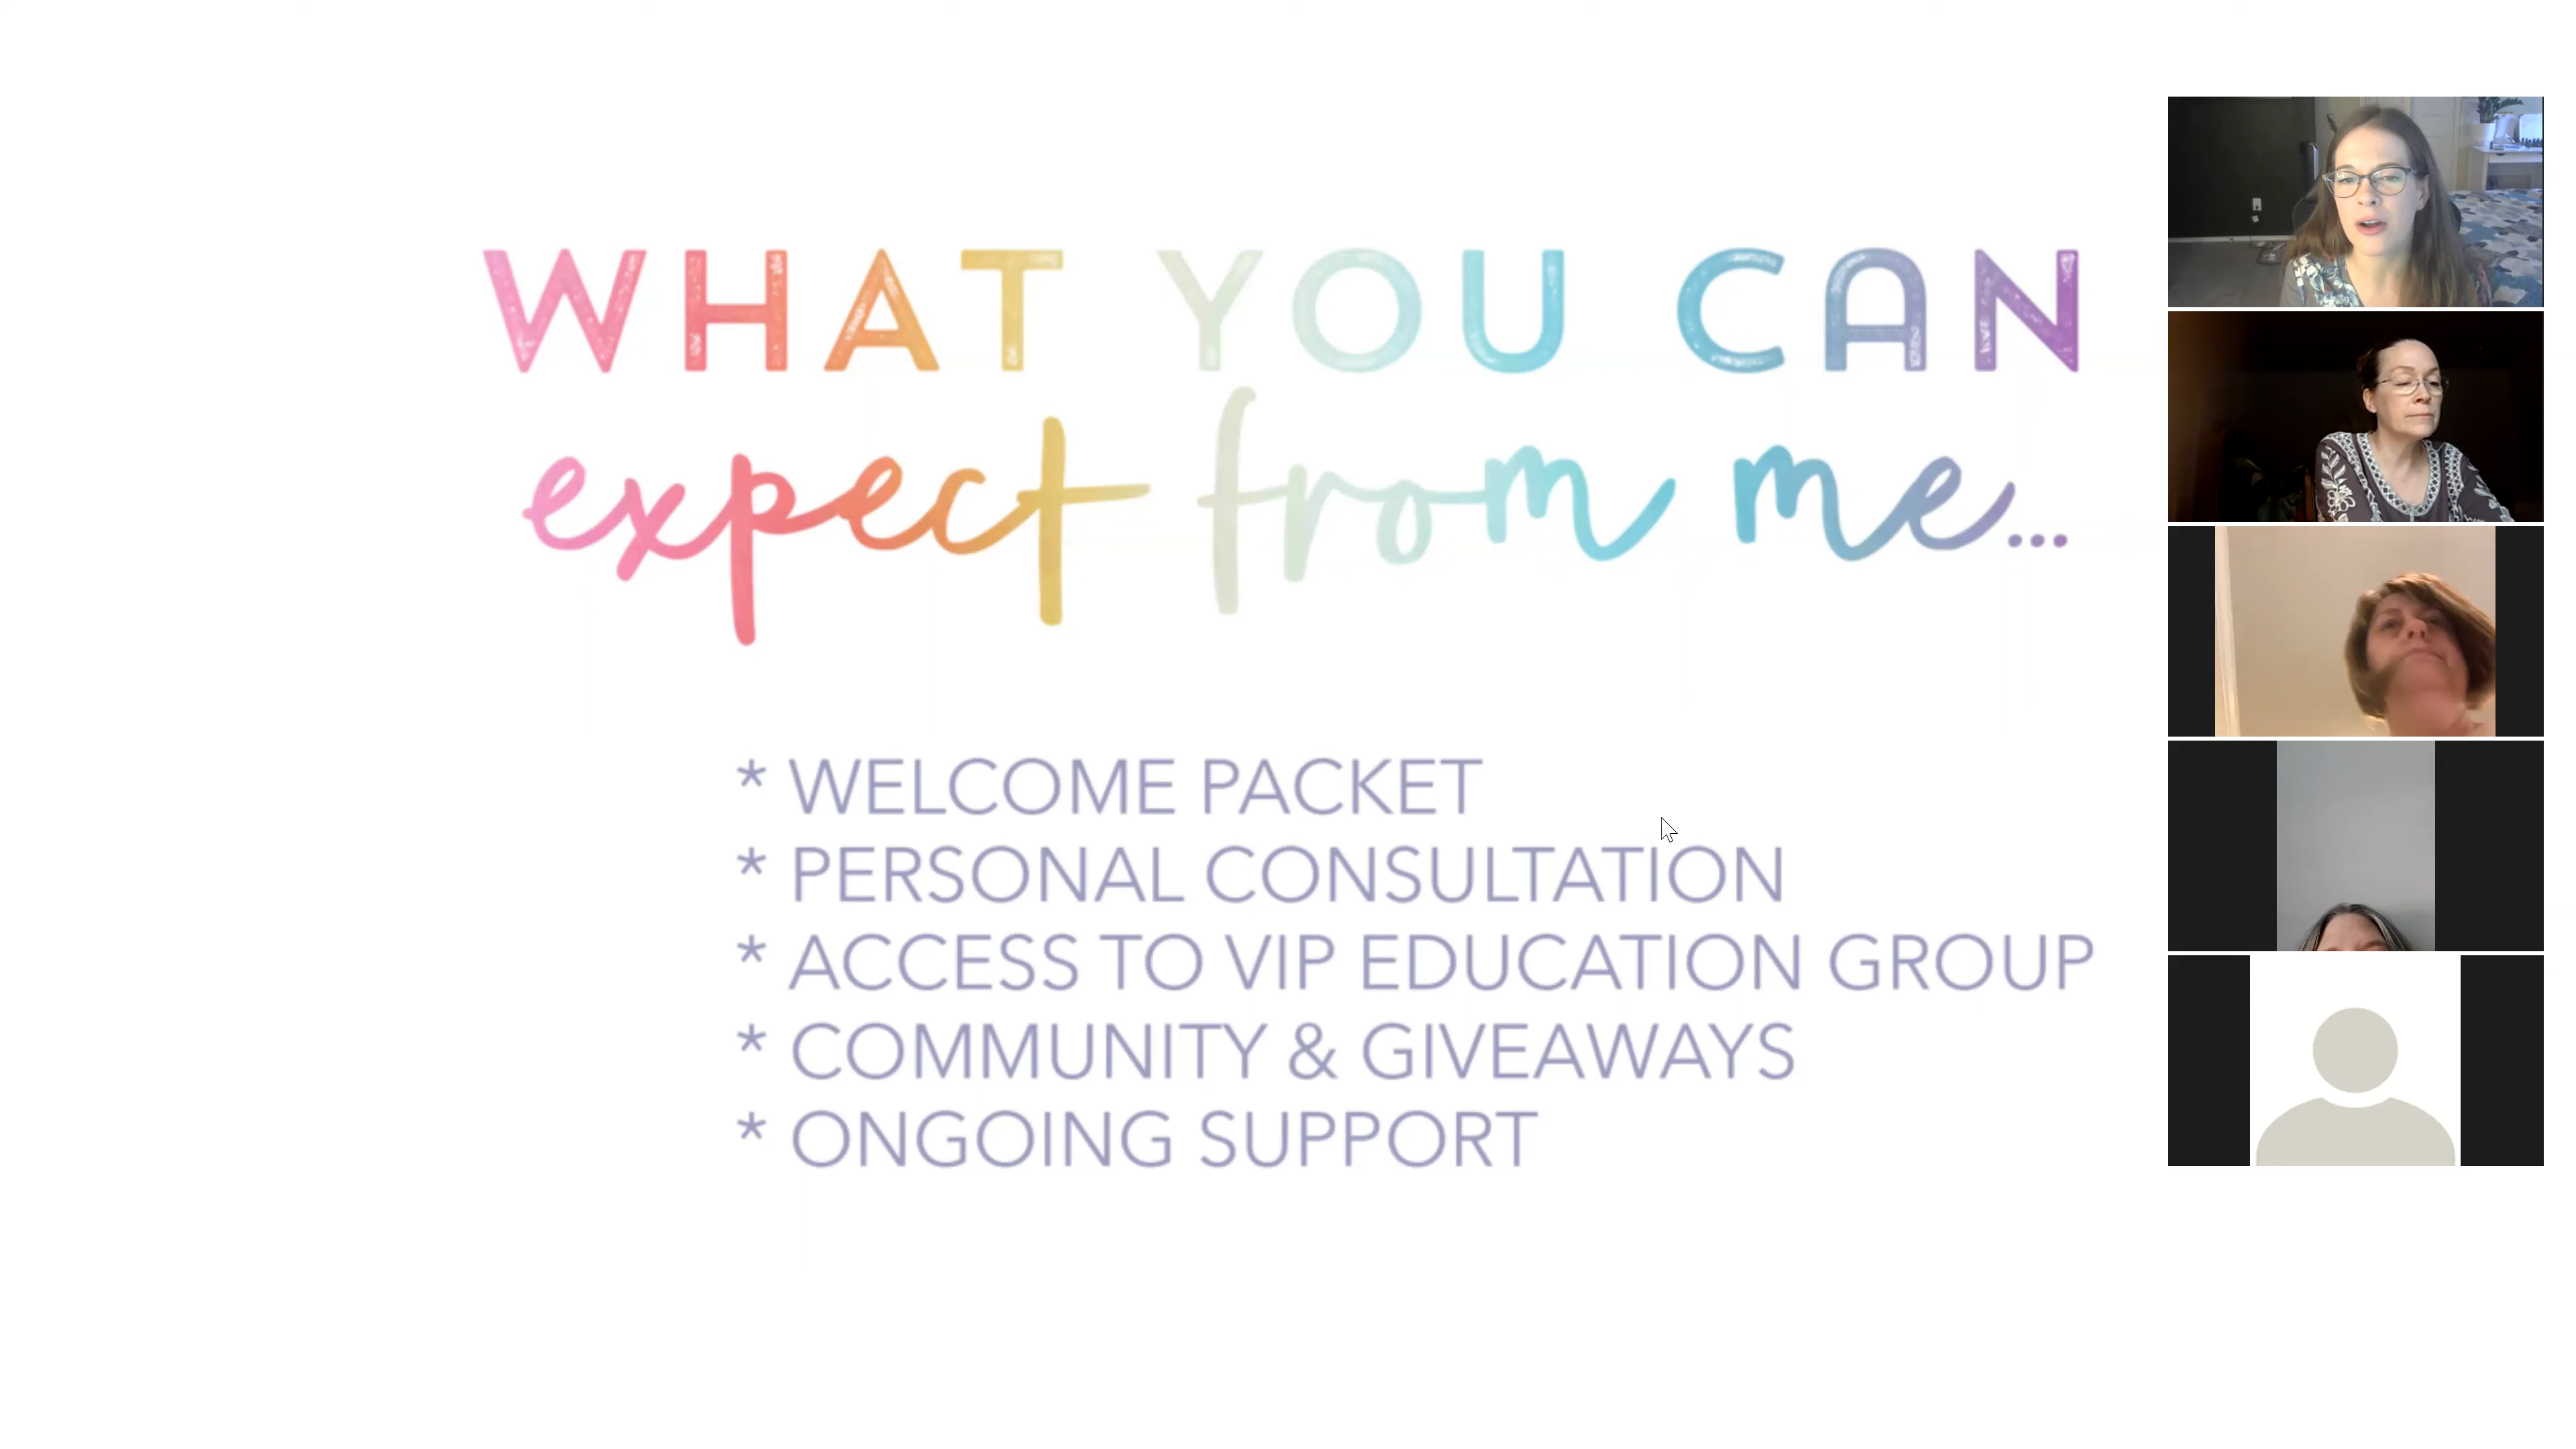 WHAT YOU CAN
expect from me...
* WELCOME PACKET
* PERSONAL CONSULTATION
* ACCESS TO VIP EDUCATION GROUP
* COMMUNITY & GIVEAWAYS
* ONGOING SUPPORT